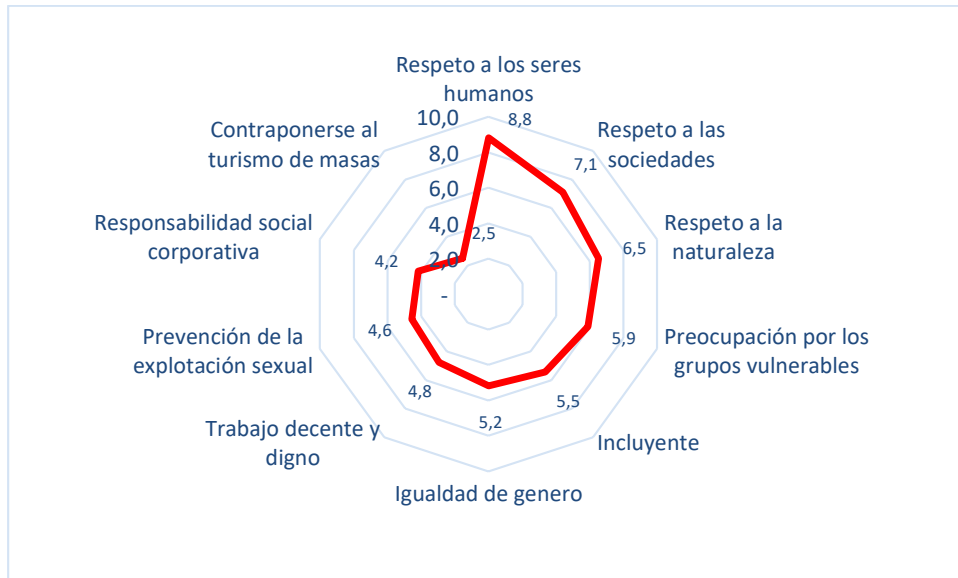 Respeto a los seres
humanos
8,8
Respeto a las
sociedades
7,1
Respeto a la
naturaleza
6,5
Preocupación por los
grupos vulnerables
5,9
Incluyente
5,5
Igualdad de genero
5,2
Trabajo decente y
digno
4,8
Prevención de la
explotación sexual
4,6
Responsabilidad social
corporativa
4,2
Contraponerse al
turismo de masas
2,5
10,0
8,0
6,0
4,0
2,0
-